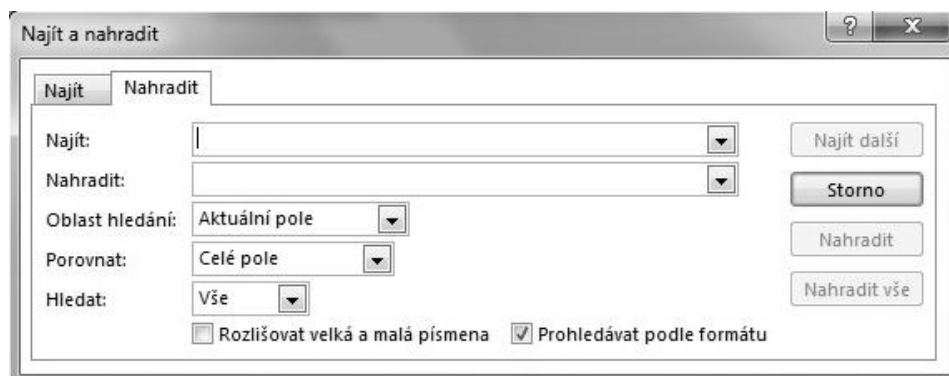 Najít a nahradit
Najít Nahradit
Najít: Najít další
Nahradit: Storno
Oblast hledání: Aktuální pole
Porovnat: Celé pole Nahradit
Hledat: Vše Nahradit vše
Rozlišovat velká a malá písmena Prohledávat podle formátu